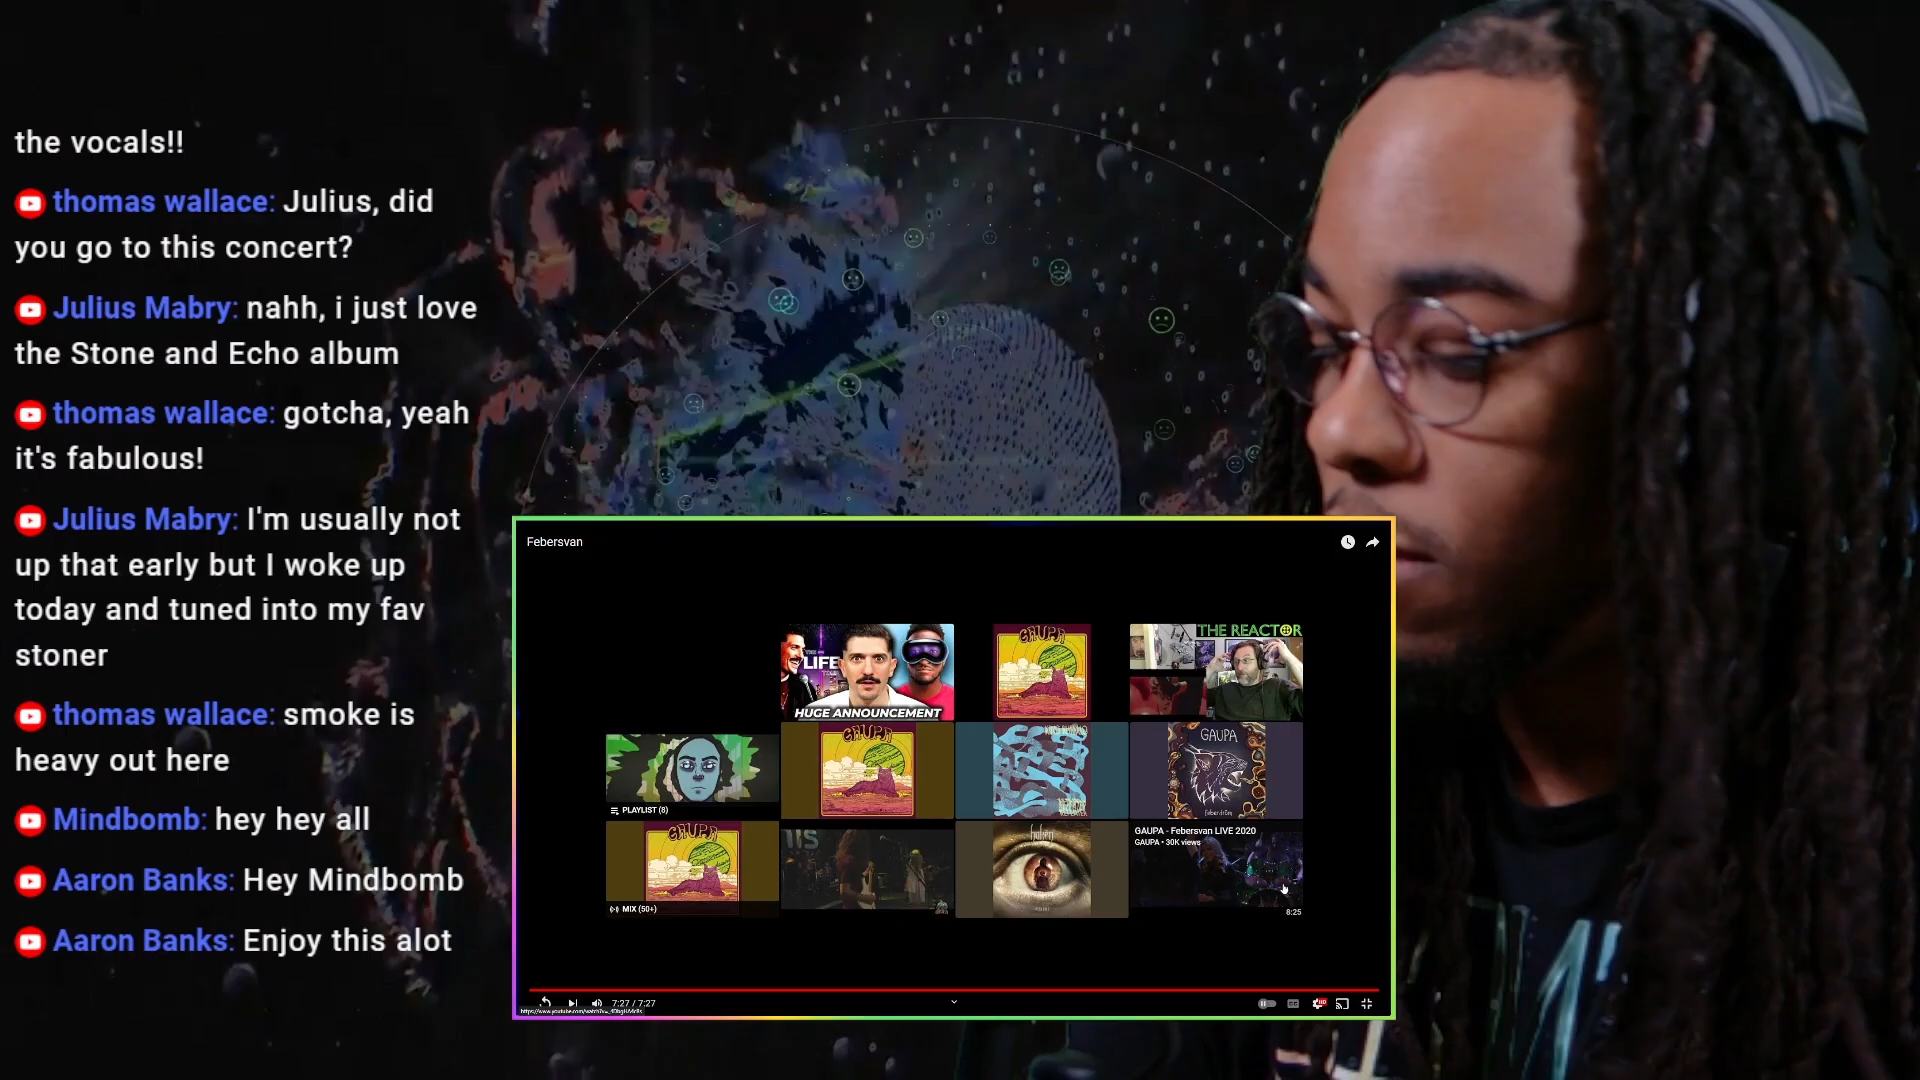 the vocals!!
thomas wallace: Julius, did
you go to this concert?
Julius Mabry: nahh, i just love
the Stone and Echo album
thomas wallace: gotcha, yeah
it's fabulous!
Julius Mabry: I'm usually not
up that early but I woke up
today and tuned into my fav
stoner
thomas wallace: smoke is
heavy out here
Mindbomb: hey hey all
Aaron Banks: Hey Mindbomb
Aaron Banks: Enjoy this alot
Febersvan
LIFE
HUGE ANNOUNCEMENT
GAUPA
THE REACTOR
PLAYLIST (8)
GAUPA
GAUPA
GAUPA
MIX (50+)
GAUPA - Febersvan LIVE 2020
GAUPA • 30K views
8:25
7:27 / 7:27
HD